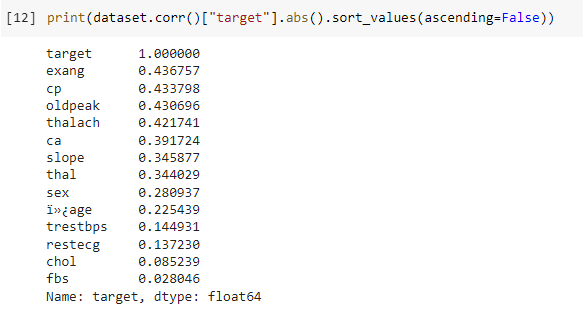 [12] print(dataset.corr()["target"].abs().sort_values(ascending=False))
target 1.000000
exang 0.436757
cp 0.433798
oldpeak 0.430696
thalach 0.421741
ca 0.391724
slope 0.345877
thal 0.344029
sex 0.280937
ï»¿age 0.225439
trestbps 0.144931
restecg 0.137230
chol 0.085239
fbs 0.028046
Name: target, dtype: float64